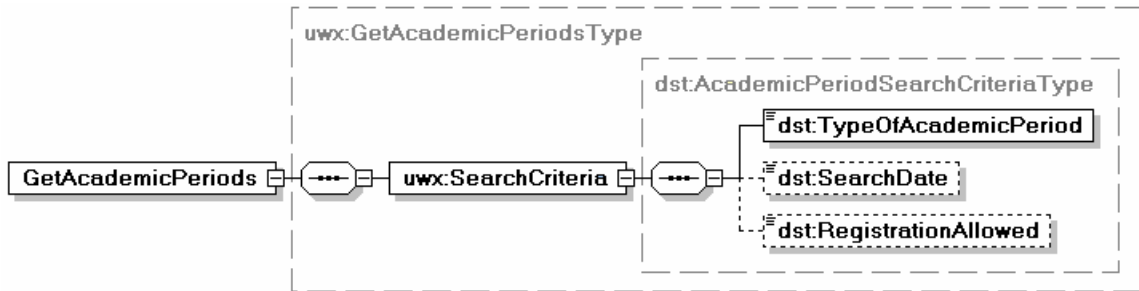 uwx:GetAcademicPeriodsType
dst:AcademicPeriodSearchCriteriaType
dst:TypeOfAcademicPeriod
GetAcademicPeriods
uwx:SearchCriteria
dst:SearchDate
dst:RegistrationAllowed